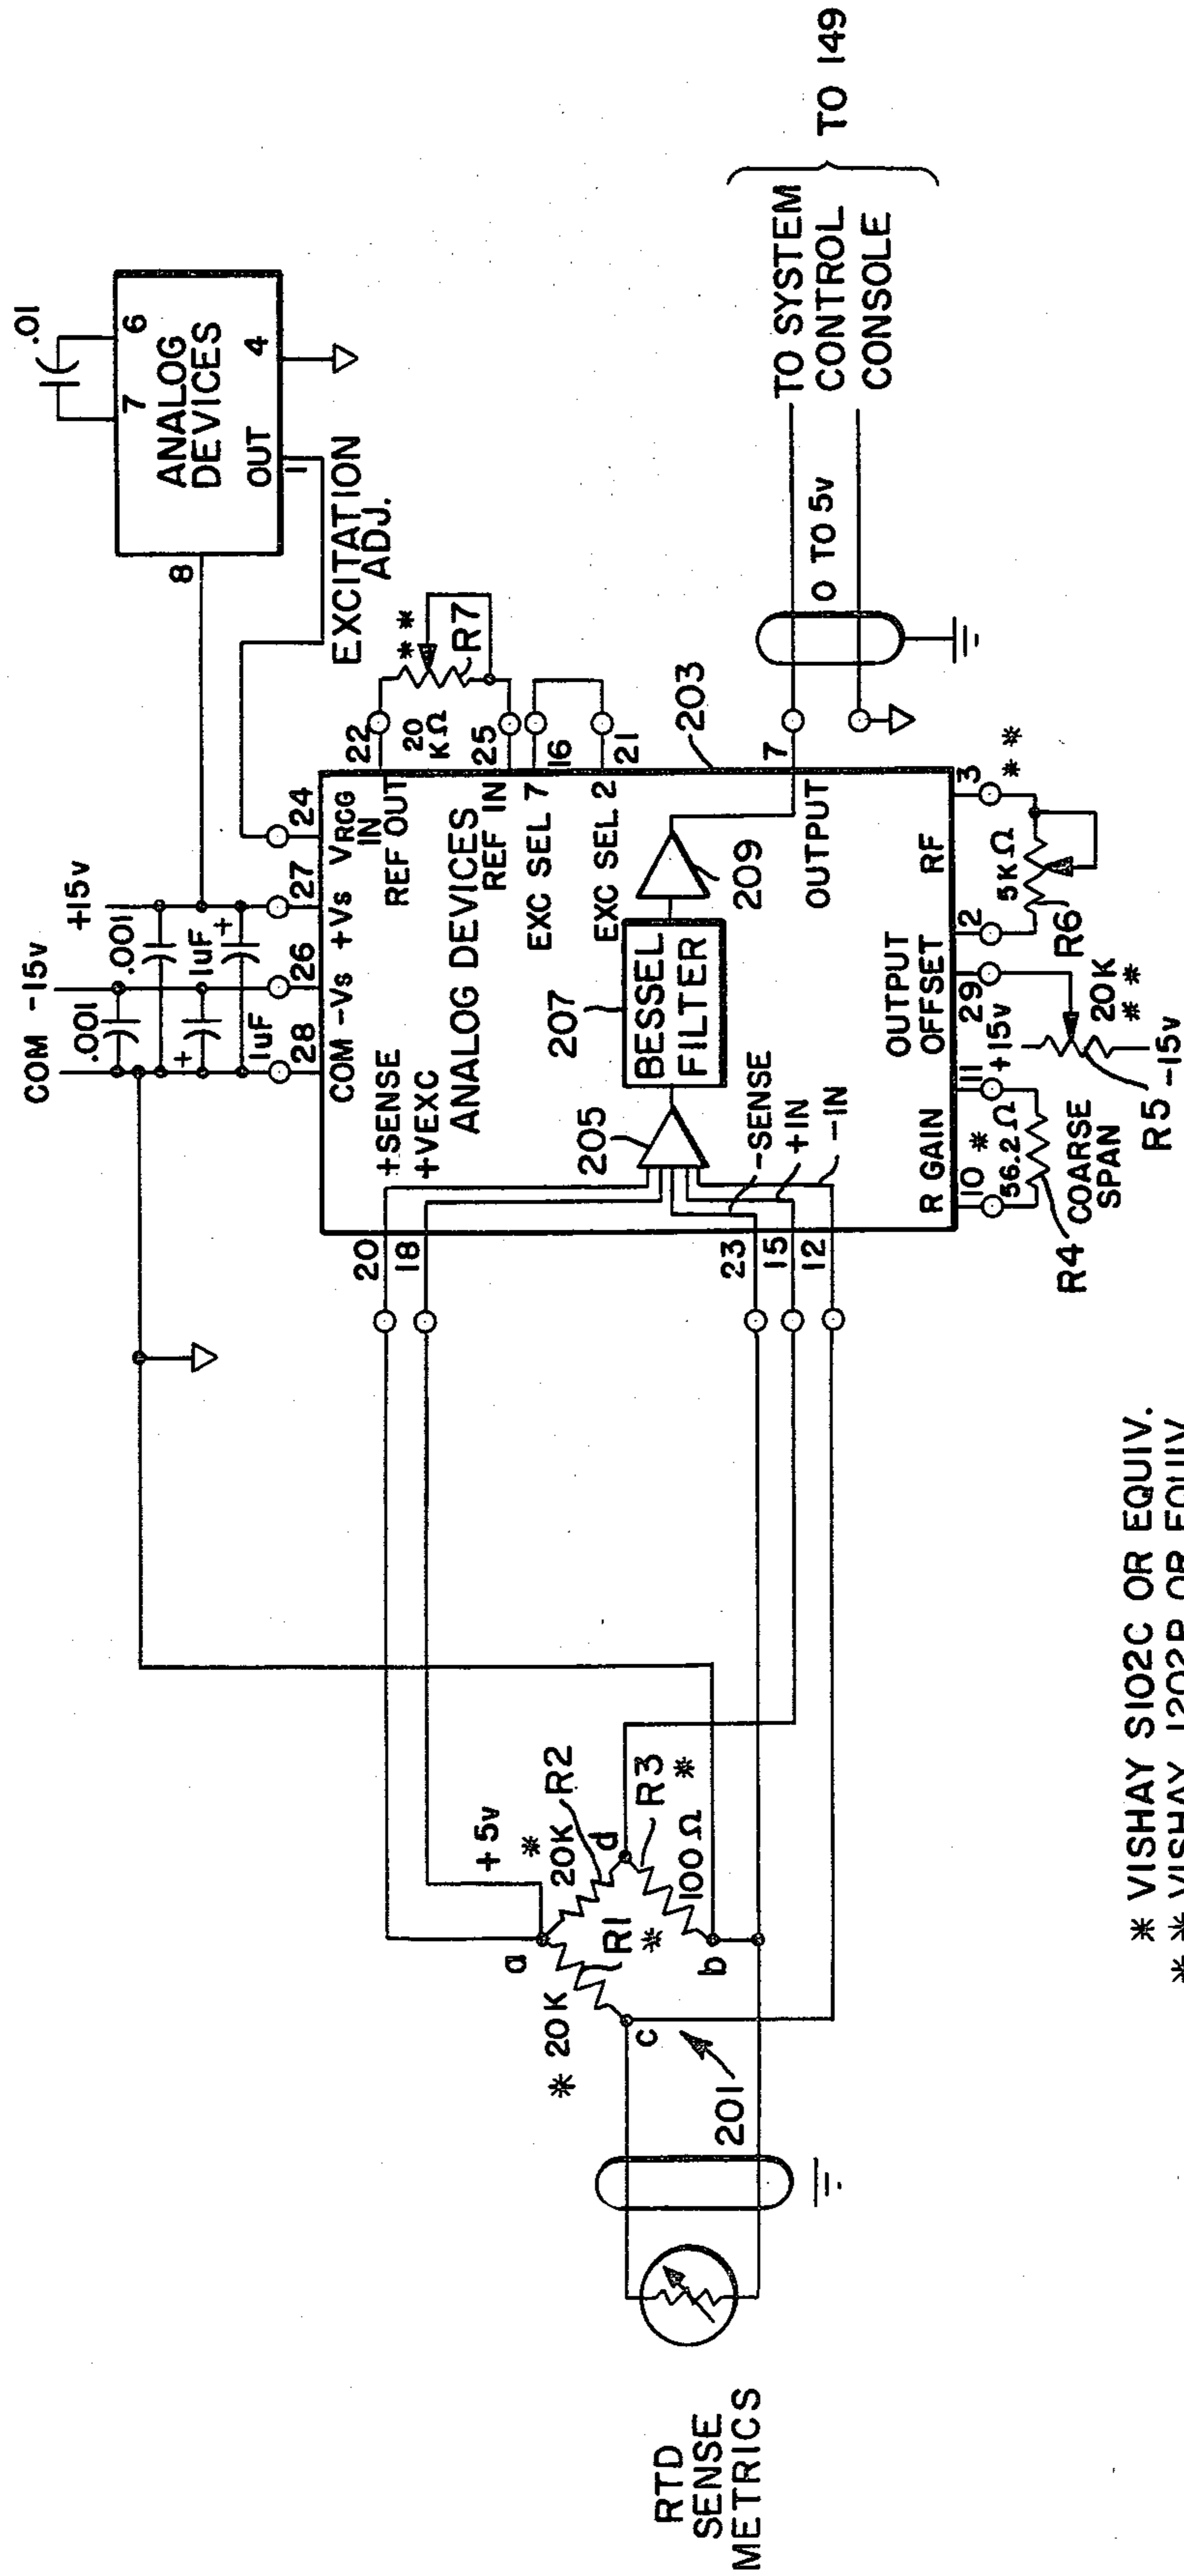 RTD
SENSE
METRICS
201
* 20K
R1
*
a
b
c
d
+5v
*
20K
R2
R3
*
100Ω
COM
-15v
+15v
.001
.001
1uF
1uF
+
+
28
26
27
24
COM
-Vs
+Vs
VRCG
IN
+SENSE
+VEXC
ANALOG DEVICES
REF OUT
REF IN
EXC SEL 7
EXC SEL 2
20
18
23
15
12
205
207
BESSEL
FILTER
209
-SENSE
+IN
-IN
OUTPUT
R GAIN
OUTPUT
OFFSET
RF
22
20
KΩ
25
16
21
* *
R7
203
7
EXCITATION
ADJ.
8
.01
7
6
ANALOG
DEVICES
OUT
4
1
0 TO 5v
TO SYSTEM
CONTROL
CONSOLE
TO 149
10
*
11
56.2Ω
R4
COARSE
SPAN
29
+15v
20K
* *
R5
-15v
2
3
5KΩ
R6
* *
* VISHAY S102C OR EQUIV.
* * VISHAY 1202P OR EQUIV.